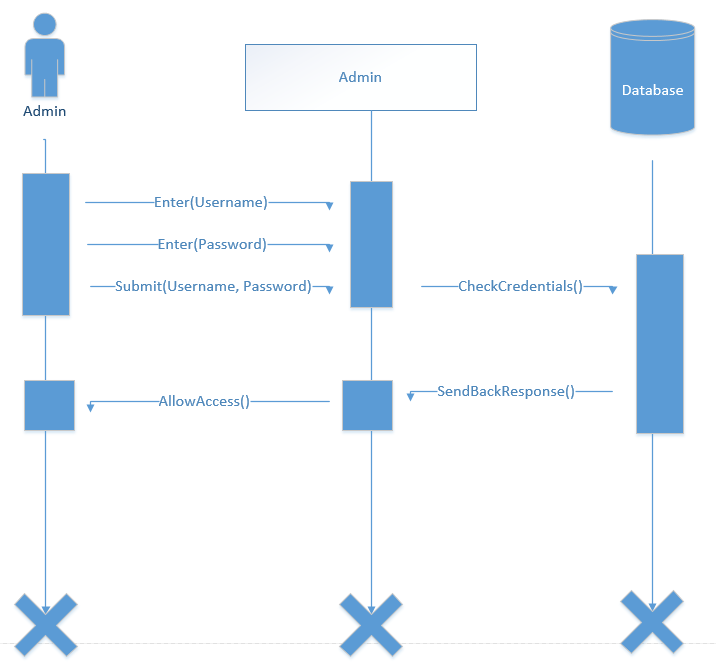 Admin
Admin
Database
Enter(Username)
Enter(Password)
Submit(Username, Password)
CheckCredentials()
SendBackResponse()
AllowAccess()